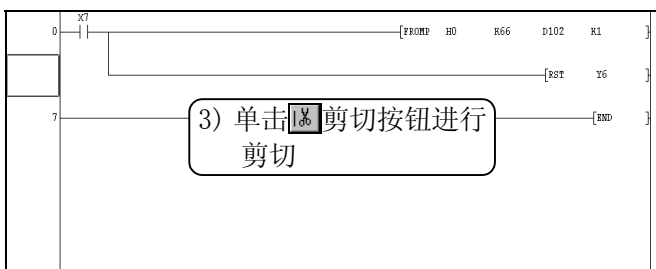 X7
0 [FROMP H0 K66 D102 K1 ]
[RST Y6 ]
7 [END ]
3) 单击剪切按钮进行
剪切